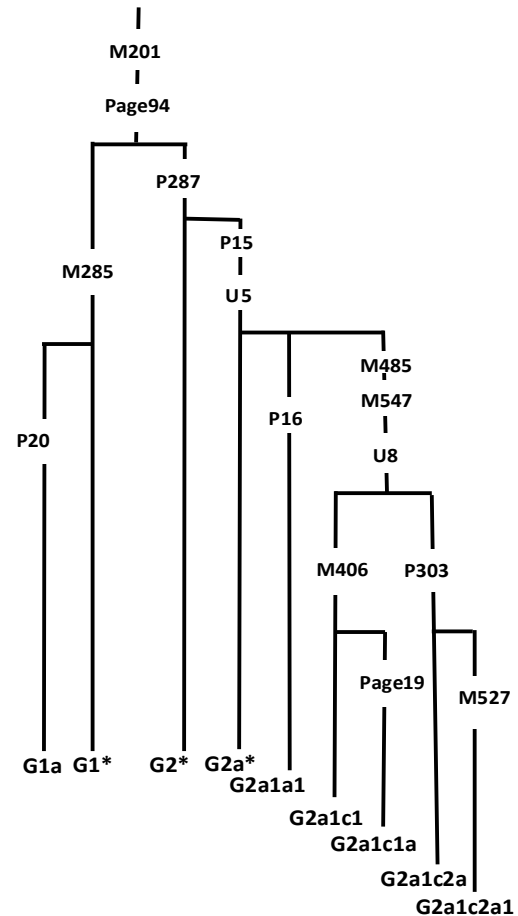 M201
Page94
P287
P15
M285
U5
M485
M547
P16
P20
U8
M406 P303
Page19
M527
G1a G1* G2* G2a*
G2a1a1
G2a1c1
G2a1c1a
G2a1c2a
G2a1c2a1